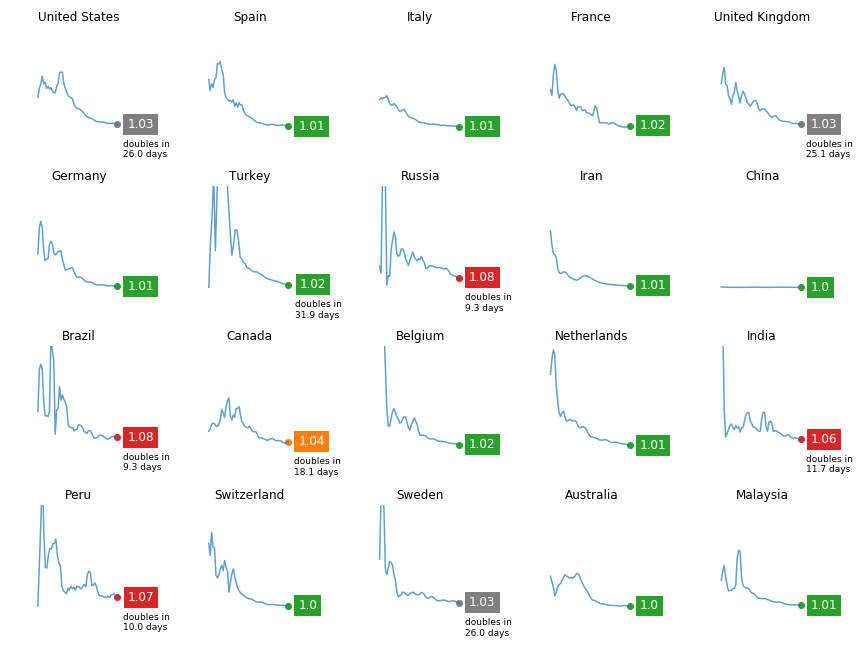 United States Spain Italy France United Kingdom
1.03 1.01 1.01 1.02 1.03
doubles in
26.0 days
doubles in
25.1 days
Germany Turkey Russia Iran China
1.01 1.02 1.08 1.01 1.0
doubles in
31.9 days
doubles in
9.3 days
Brazil Canada Belgium Netherlands India
1.08 1.04 1.02 1.01 1.06
doubles in
9.3 days
doubles in
18.1 days
doubles in
11.7 days
Peru Switzerland Sweden Australia Malaysia
1.07 1.0 1.03 1.0 1.01
doubles in
10.0 days
doubles in
26.0 days